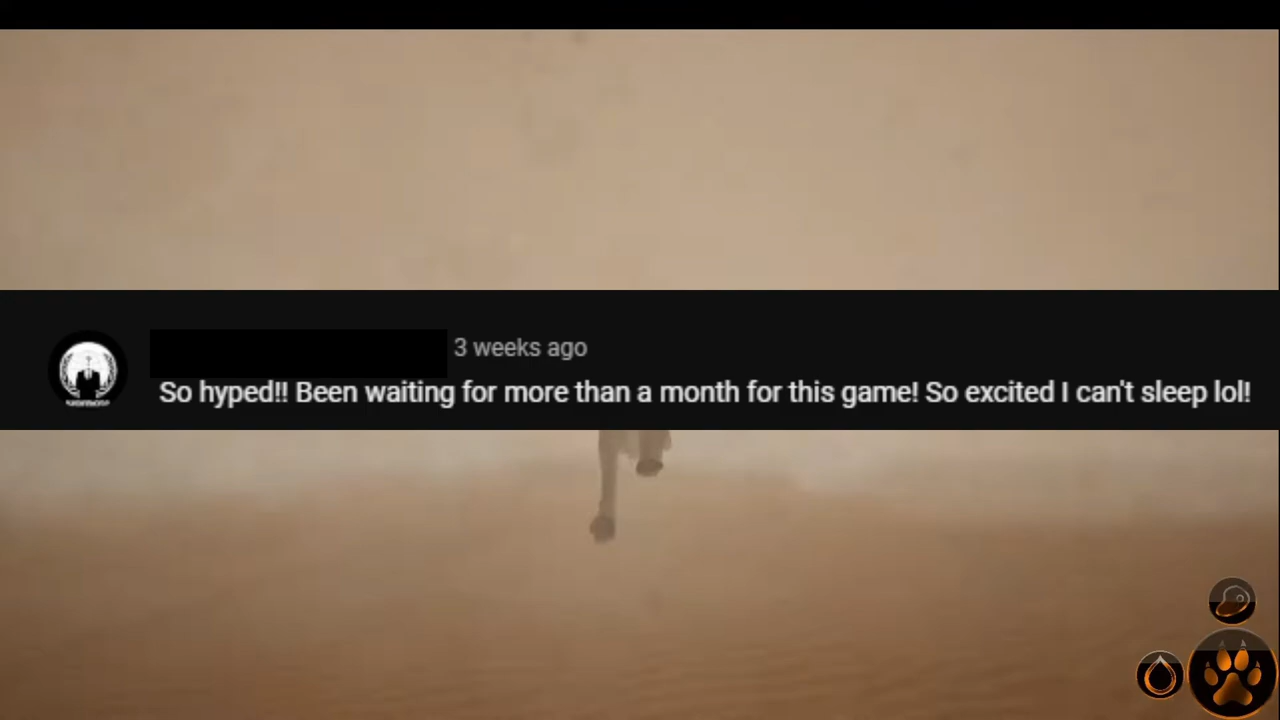 3 weeks ago
So hyped!! Been waiting for more than a month for this game! So excited I can't sleep lol!